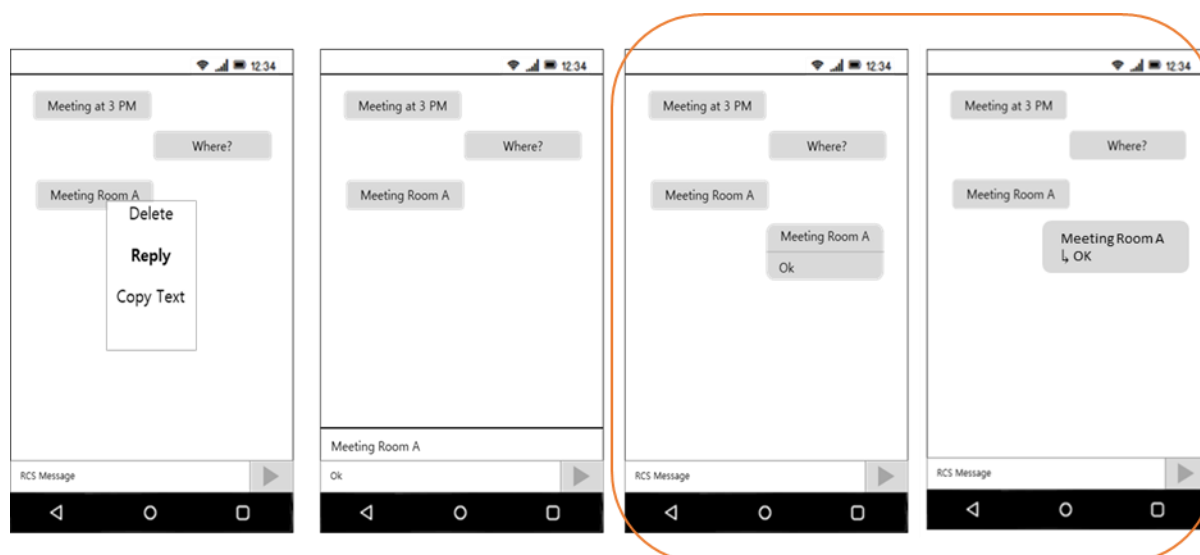 12:34
Meeting at 3 PM
Where?
Meeting Room A
Delete
Reply
Copy Text
RCS Message
12:34
Meeting at 3 PM
Where?
Meeting Room A
Meeting Room A
Ok
12:34
Meeting at 3 PM
Where?
Meeting Room A
Meeting Room A
Ok
RCS Message
12:34
Meeting at 3 PM
Where?
Meeting Room A
Meeting Room A
↳ OK
RCS Message